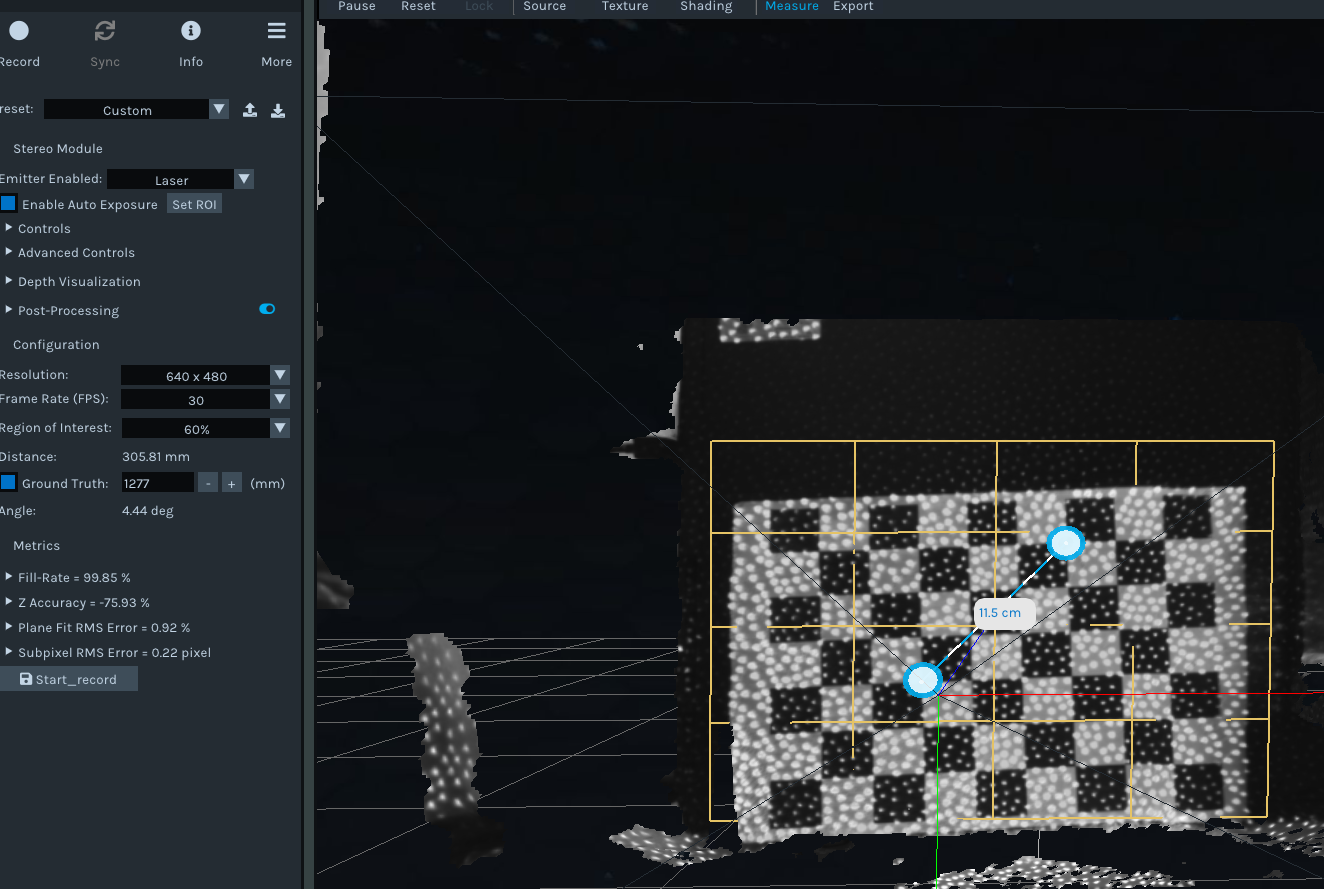 Pause Reset Lock Source Texture Shading Measure Export
Record Sync Info More
reset: Custom
Stereo Module
Emitter Enabled: Laser
Enable Auto Exposure Set ROI
Controls
Advanced Controls
Depth Visualization
Post-Processing
Configuration
Resolution: 640 x 480
Frame Rate (FPS): 30
Region of Interest: 60%
Distance: 305.81 mm
Ground Truth: 1277 - + (mm)
Angle: 4.44 deg
Metrics
Fill-Rate = 99.85 %
Z Accuracy = -75.93 %
Plane Fit RMS Error = 0.92 %
Subpixel RMS Error = 0.22 pixel
Start_record
11.5 cm